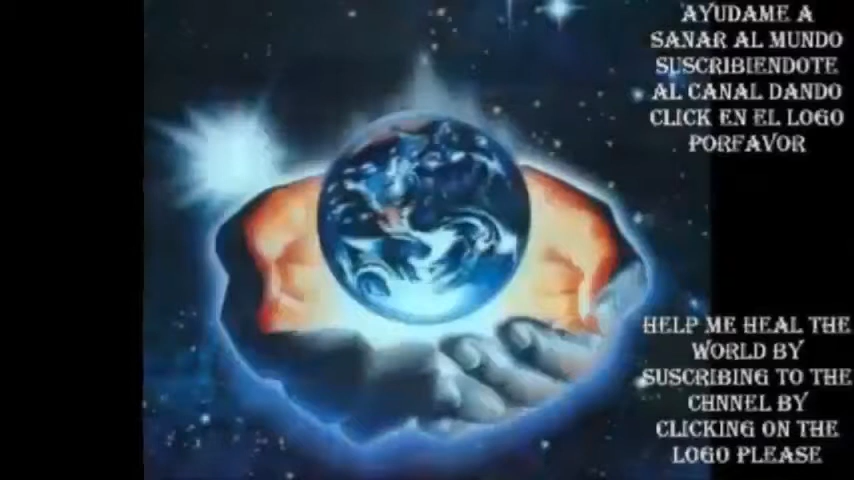 AYUDAME A
SANAR AL MUNDO
SUSCRIBIENDOTE
AL CANAL DANDO
CLICK EN EL LOGO
PORFAVOR
HELP ME HEAL THE
WORLD BY
SUSCRIBING TO THE
CHNNEL BY
CLICKING ON THE
LOGO PLEASE